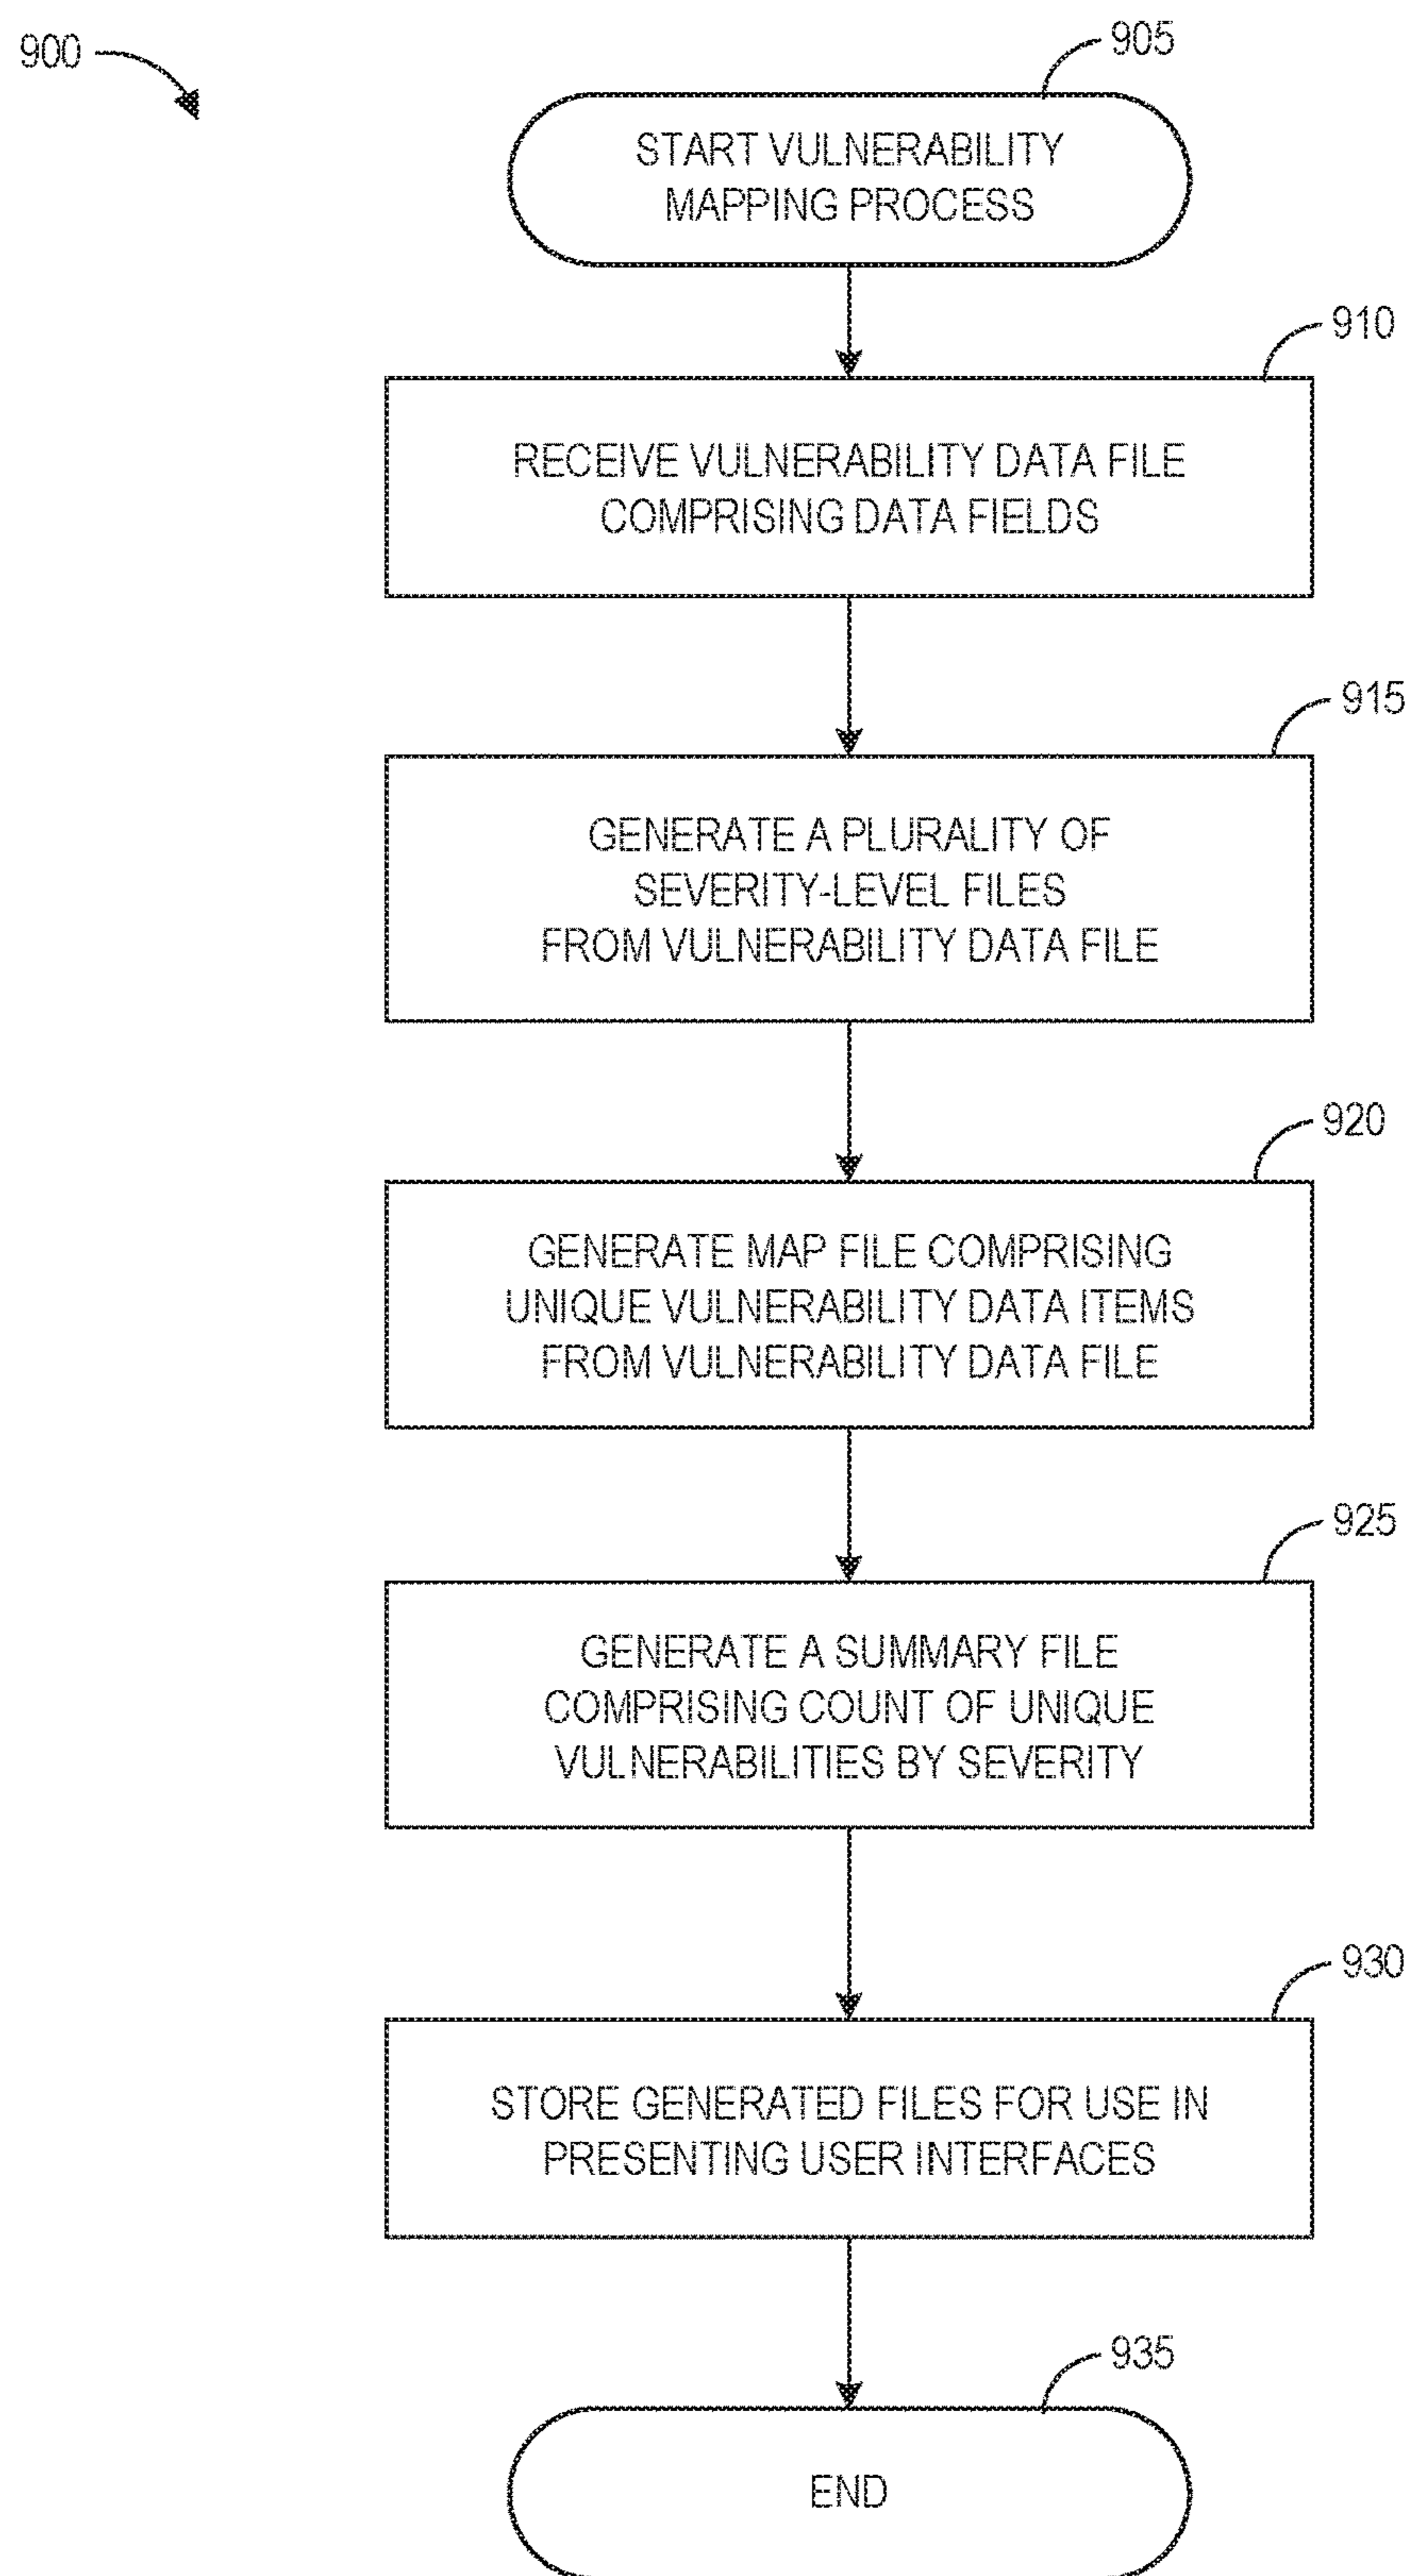 900
905
START VULNERABILITY
MAPPING PROCESS
910
RECEIVE VULNERABILITY DATA FILE
COMPRISING DATA FIELDS
915
GENERATE A PLURALITY OF
SEVERITY-LEVEL FILES
FROM VULNERABILITY DATA FILE
920
GENERATE MAP FILE COMPRISING
UNIQUE VULNERABILITY DATA ITEMS
FROM VULNERABILITY DATA FILE
925
GENERATE A SUMMARY FILE
COMPRISING COUNT OF UNIQUE
VULNERABILITIES BY SEVERITY
930
STORE GENERATED FILES FOR USE IN
PRESENTING USER INTERFACES
935
END